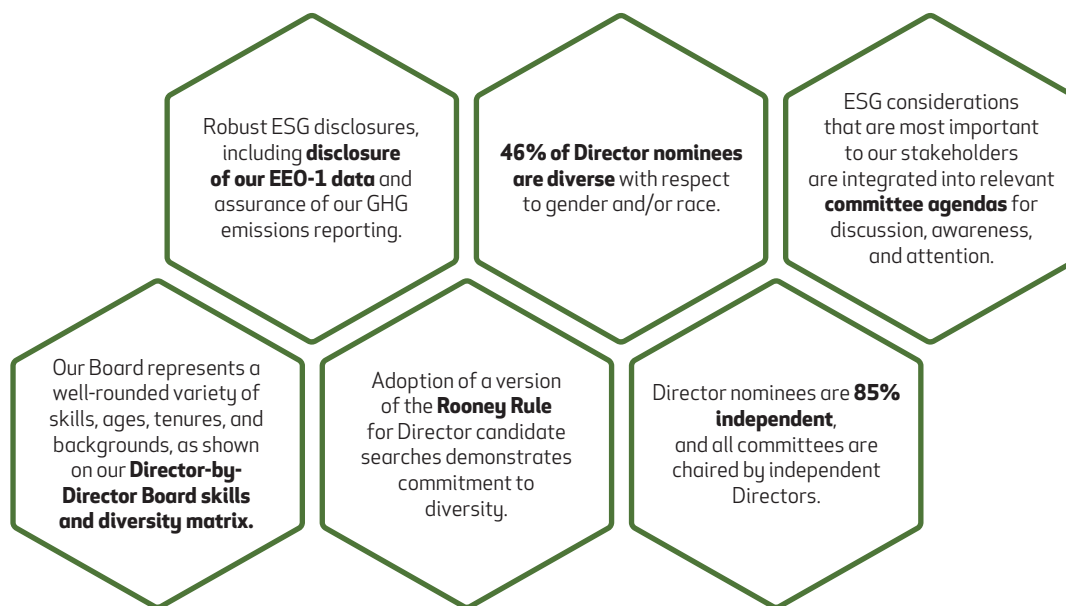 Robust ESG disclosures,
including disclosure
of our EEO-1 data and
assurance of our GHG
emissions reporting.
46% of Director nominees
are diverse with respect
to gender and/or race.
ESG considerations
that are most important
to our stakeholders
are integrated into relevant
committee agendas for
discussion, awareness,
and attention.
Our Board represents a
well-rounded variety of
skills, ages, tenures, and
backgrounds, as shown
on our Director-by-
Director Board skills
and diversity matrix.
Adoption of a version
of the Rooney Rule
for Director candidate
searches demonstrates
commitment to
diversity.
Director nominees are 85%
independent,
and all committees are
chaired by independent
Directors.